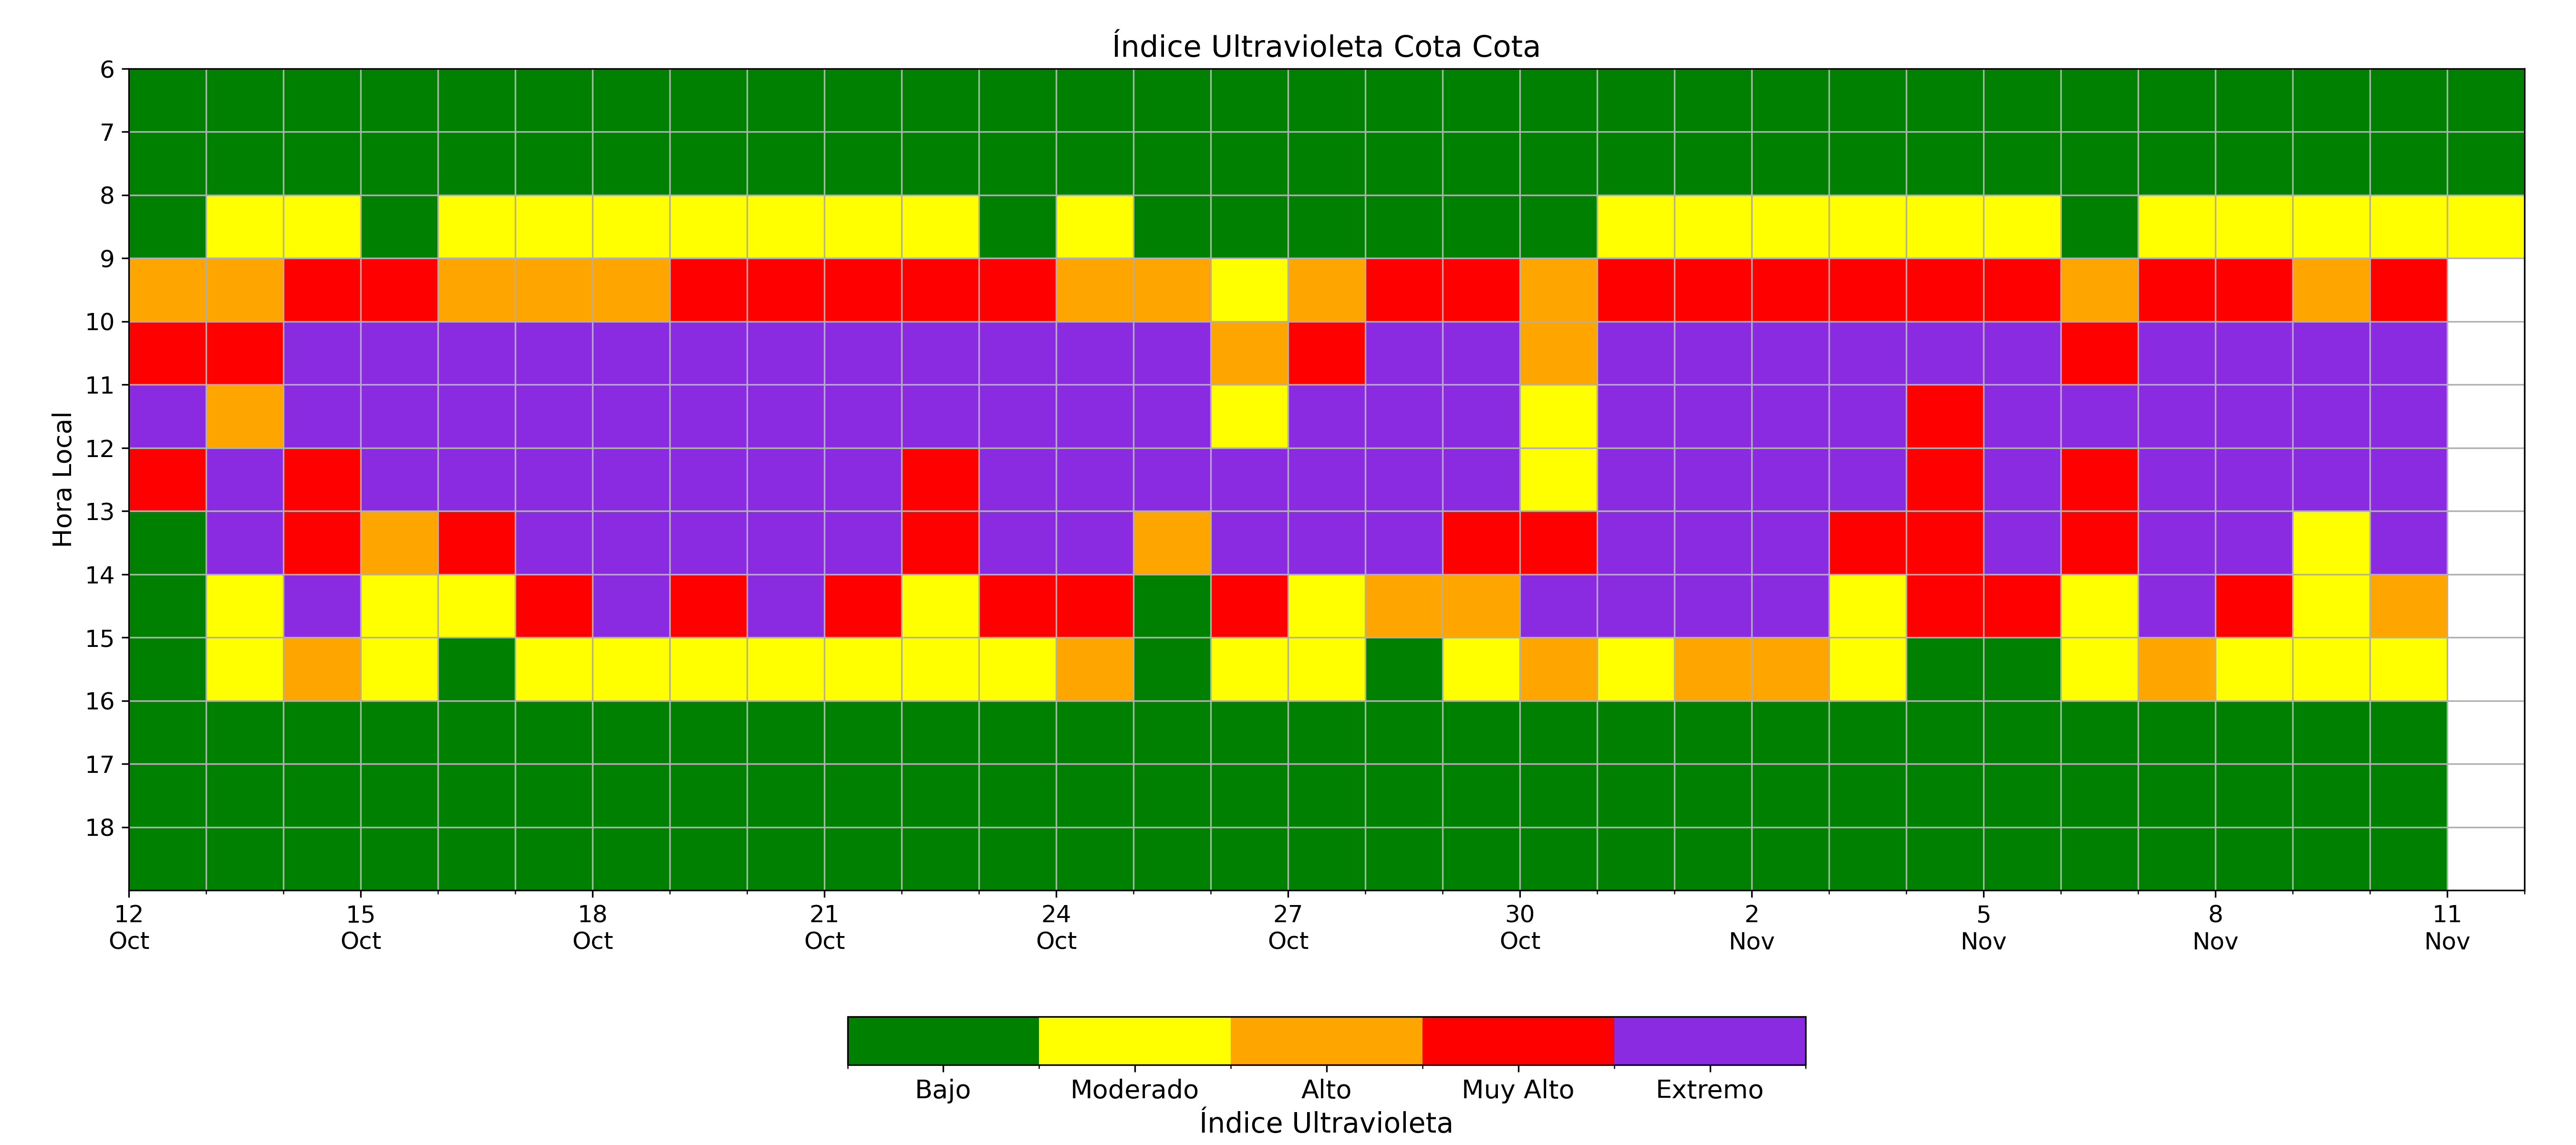 Índice Ultravioleta Cota Cota
6
7
8
9
10
11
12
13
14
15
16
17
18
Hora Local
12 15 18 21 24 27 30 2 5 8 11
Oct Oct Oct Oct Oct Oct Oct Nov Nov Nov Nov
Bajo Moderado Alto Muy Alto Extremo
Índice Ultravioleta